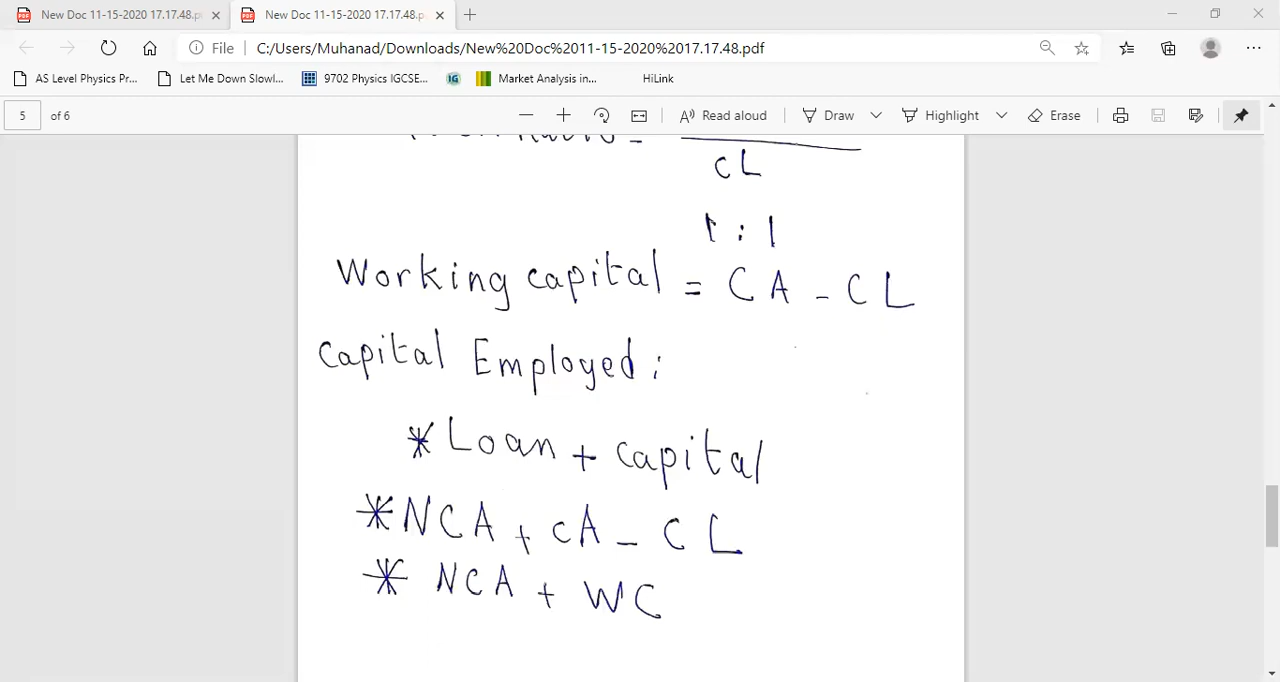 New Doc 11-15-2020 17.17.48.p
New Doc 11-15-2020 17.17.48.p
File C:/Users/Muhanad/Downloads/New%20Doc%2011-15-2020%2017.17.48.pdf
AS Level Physics Pr... Let Me Down Slowl... 9702 Physics IGCSE... IG Market Analysis in... HiLink
5 of 6 Read aloud Draw Highlight Erase
CL
1 : 1
Working capital = CA - CL
Capital Employed :
* Loan + capital
* NCA + CA - CL
* NCA + WC